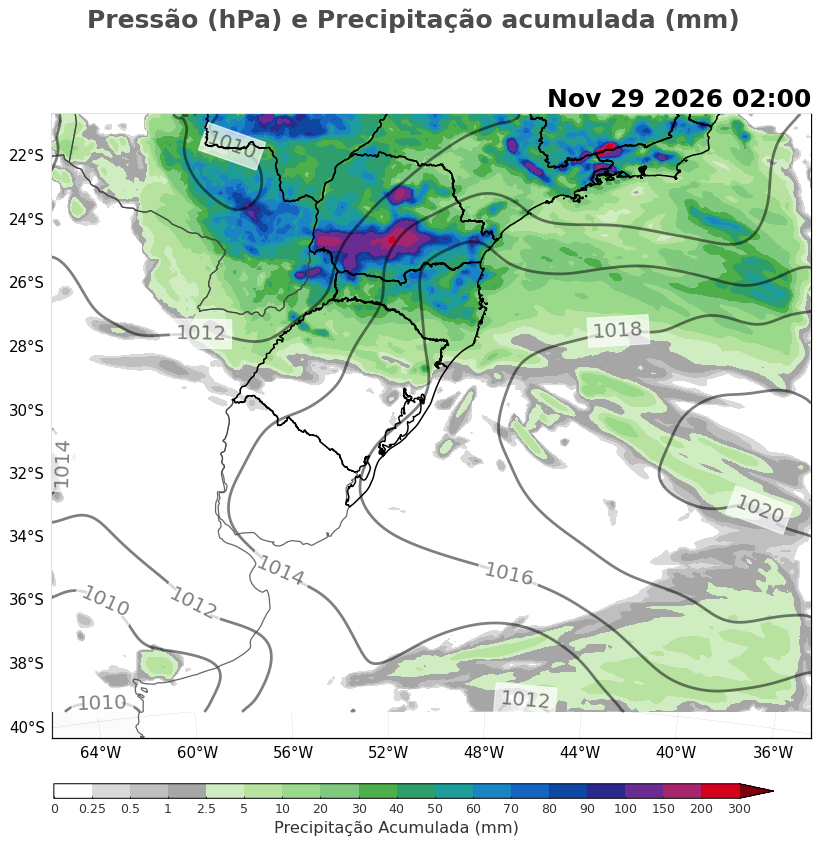 Pressão (hPa) e Precipitação acumulada (mm)
Nov 29 2026 02:00
1010
22°S
24°S
26°S
1012
1018
28°S
30°S
1014
32°S
1020
34°S
1014
1016
36°S
1010
1012
38°S
1010
1012
40°S
64°W 60°W 56°W 52°W 48°W 44°W 40°W 36°W
0 0.25 0.5 1 2.5 5 10 20 30 40 50 60 70 80 90 100 150 200 300
Precipitação Acumulada (mm)